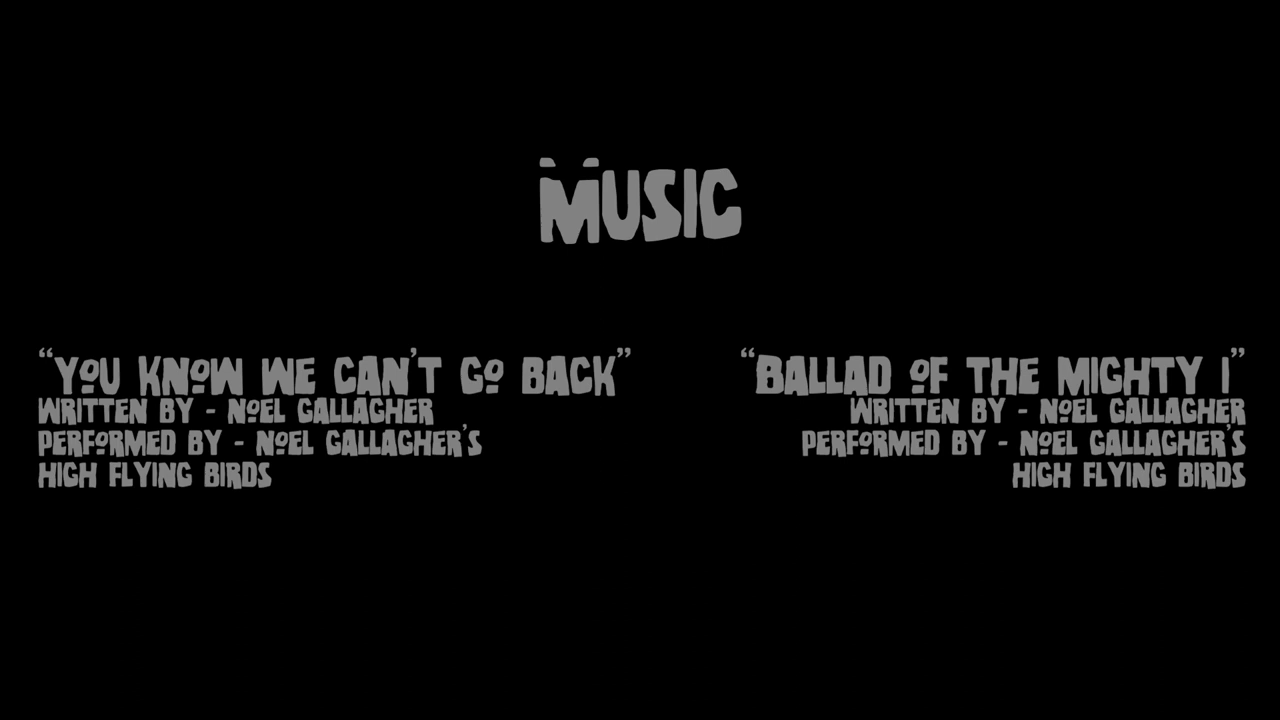 MUSIC
“YOU KNOW WE CAN’T GO BACK”
WRITTEN BY - NOEL GALLAGHER
PERFORMED BY - NOEL GALLAGHER’S
HIGH FLYING BIRDS
“BALLAD OF THE MIGHTY I”
WRITTEN BY - NOEL GALLAGHER
PERFORMED BY - NOEL GALLAGHER’S
HIGH FLYING BIRDS